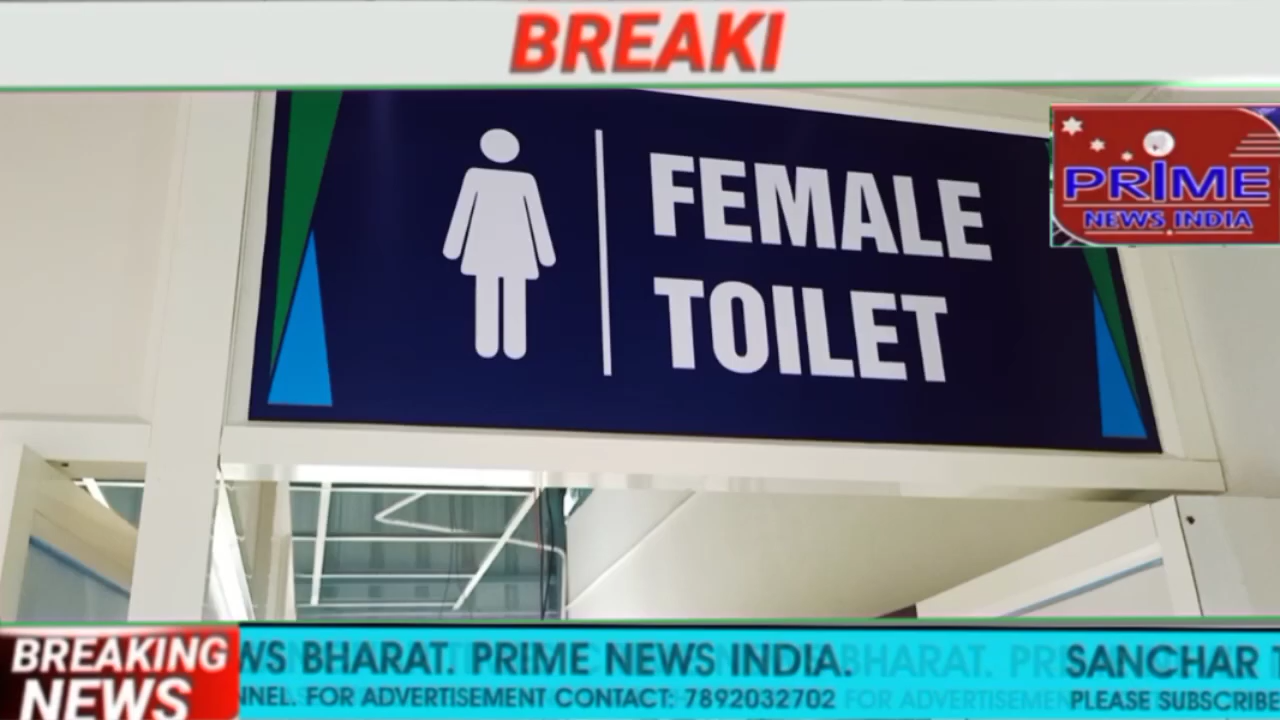 BREAKI
FEMALE
TOILET
PRIME
NEWS INDIA
BREAKING
NEWS
WS BHARAT. PRIME NEWS INDIA.
SANCHAR
NNEL. FOR ADVERTISEMENT CONTACT: 7892032702
PLEASE SUBSCRIBE